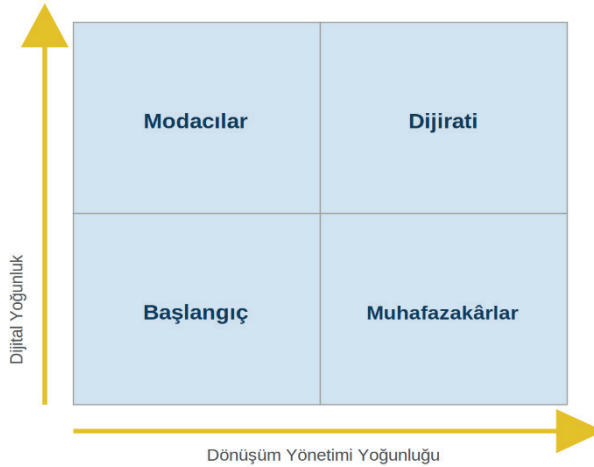 Modacılar
Dijirati
Başlangıç
Muhafazakârlar
Dijital Yoğunluk
Dönüşüm Yönetimi Yoğunluğu